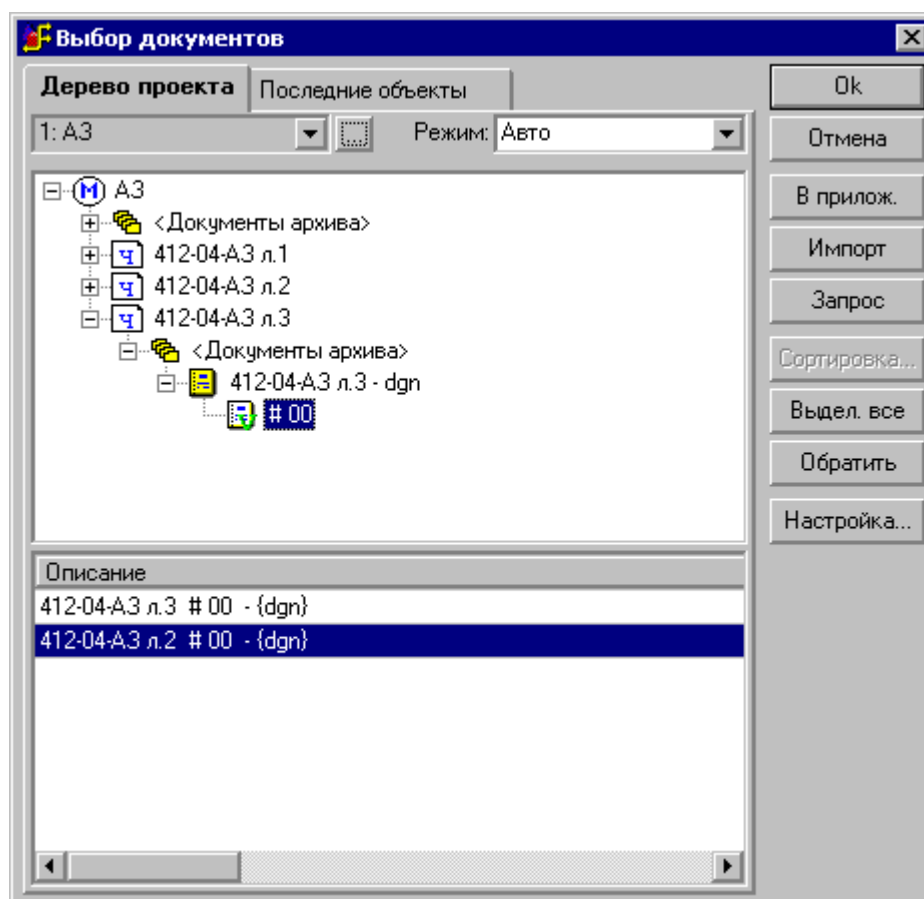 Выбор документов
Дерево проекта
Последние объекты
1: АЗ
...
Режим: Авто
М АЗ
<Документы архива>
ч 412-04-АЗ л.1
ч 412-04-АЗ л.2
ч 412-04-АЗ л.3
<Документы архива>
412-04-АЗ л.3 - dgn
# 00
Описание
412-04-АЗ л.3 # 00 - {dgn}
412-04-АЗ л.2 # 00 - {dgn}
Ok
Отмена
В прилож.
Импорт
Запрос
Сортировка...
Выдел. все
Обратить
Настройка...